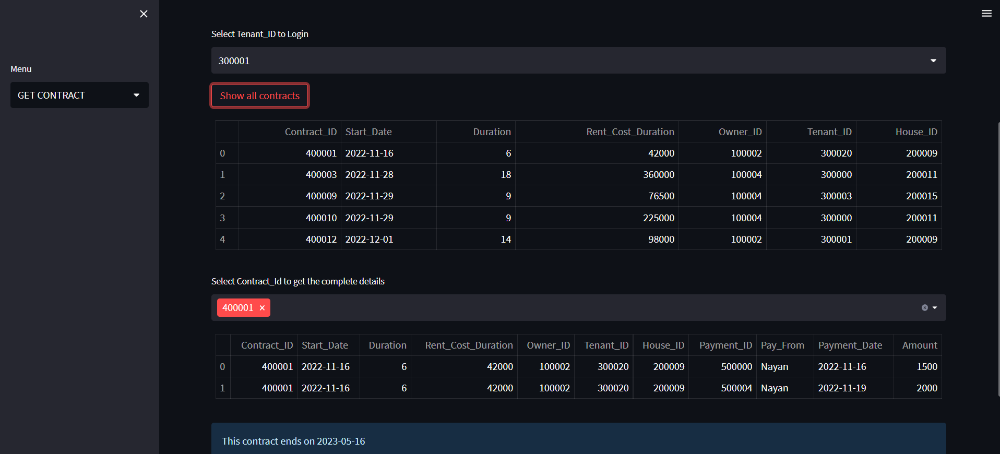 Menu
GET CONTRACT
Select Tenant_ID to Login
300001
Show all contracts
Contract_ID Start_Date Duration Rent_Cost_Duration Owner_ID Tenant_ID House_ID
0 400001 2022-11-16 6 42000 100002 300020 200009
1 400003 2022-11-28 18 360000 100004 300000 200011
2 400009 2022-11-29 9 76500 100004 300003 200015
3 400010 2022-11-29 9 225000 100004 300000 200011
4 400012 2022-12-01 14 98000 100002 300001 200009
Select Contract_Id to get the complete details
400001
Contract_ID Start_Date Duration Rent_Cost_Duration Owner_ID Tenant_ID House_ID Payment_ID Pay_From Payment_Date Amount
0 400001 2022-11-16 6 42000 100002 300020 200009 500000 Nayan 2022-11-16 1500
1 400001 2022-11-16 6 42000 100002 300020 200009 500004 Nayan 2022-11-19 2000
This contract ends on 2023-05-16